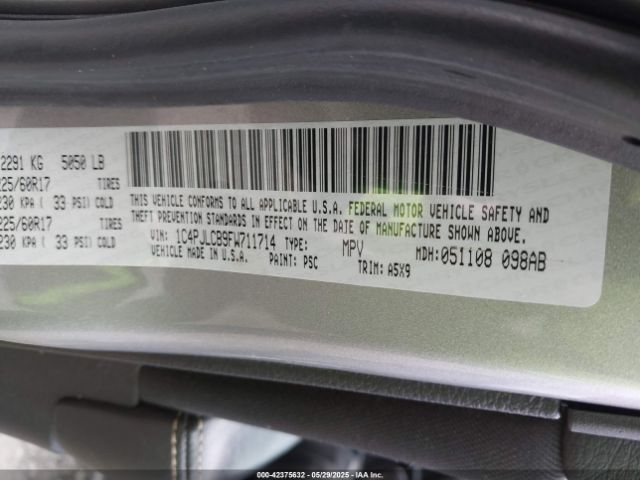 2291 KG 5050 LB
225/60R17 TIRES
230 KPA ( 33 PSI) COLD
225/60R17 TIRES
230 KPA ( 33 PSI) COLD
THIS VEHICLE CONFORMS TO ALL APPLICABLE U.S.A. FEDERAL MOTOR VEHICLE SAFETY AND
THEFT PREVENTION STANDARDS IN EFFECT ON THE DATE OF MANUFACTURE SHOWN ABOVE.
VIN: 1C4PJLCB9FW711714 TYPE: MPV MDH:051108 098AB
VEHICLE MADE IN U.S.A. PAINT: PSC TRIM: A5X9
000-42375632 • 05/29/2025 • IAAI.COM